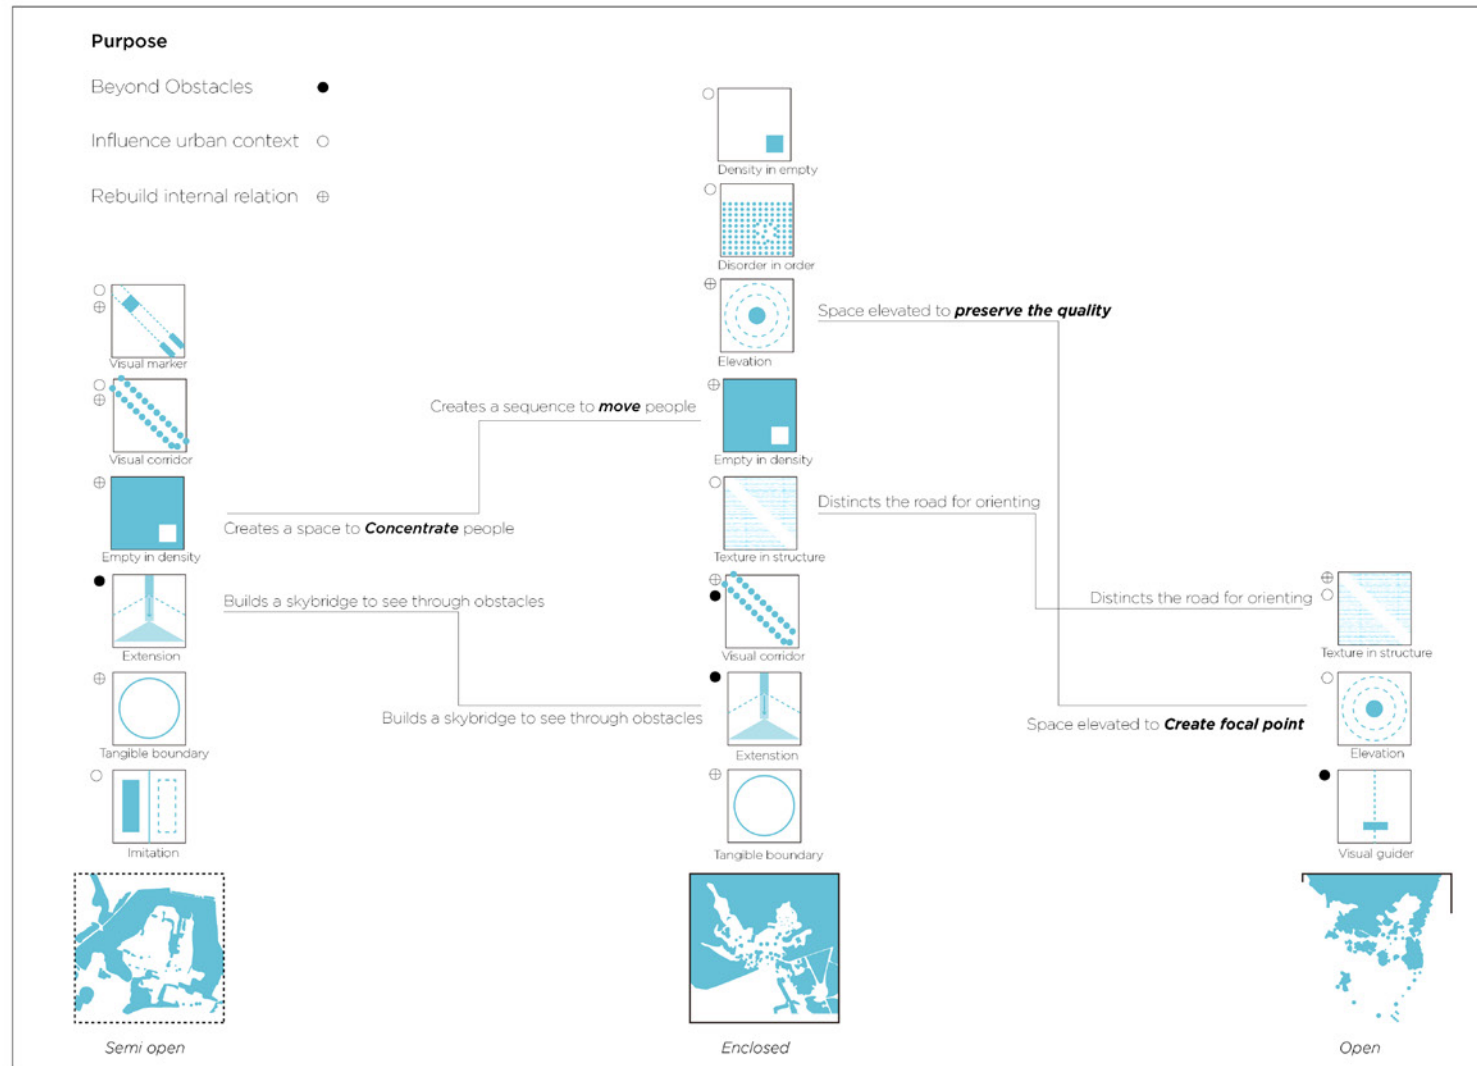 Purpose
Beyond Obstacles
Influence urban context
Rebuild internal relation
Visual marker
Visual corridor
Empty in density
Extension
Tangible boundary
Imitation
Semi open
Creates a space to Concentrate people
Builds a skybridge to see through obstacles
Creates a sequence to move people
Builds a skybridge to see through obstacles
Density in empty
Disorder in order
Elevation
Empty in density
Texture in structure
Visual corridor
Extenstion
Tangible boundary
Enclosed
Space elevated to preserve the quality
Distincts the road for orienting
Distincts the road for orienting
Space elevated to Create focal point
Texture in structure
Elevation
Visual guider
Open